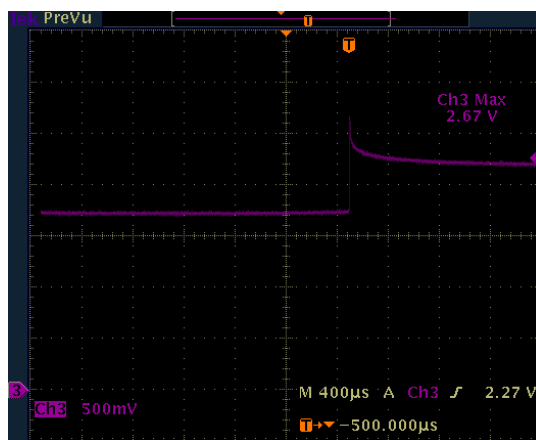 Tek PreVu
T
T
Ch3 Max
2.67 V
3
M 400µs A Ch3 2.27 V
Ch3 500mV
T→▼ −500.000µs